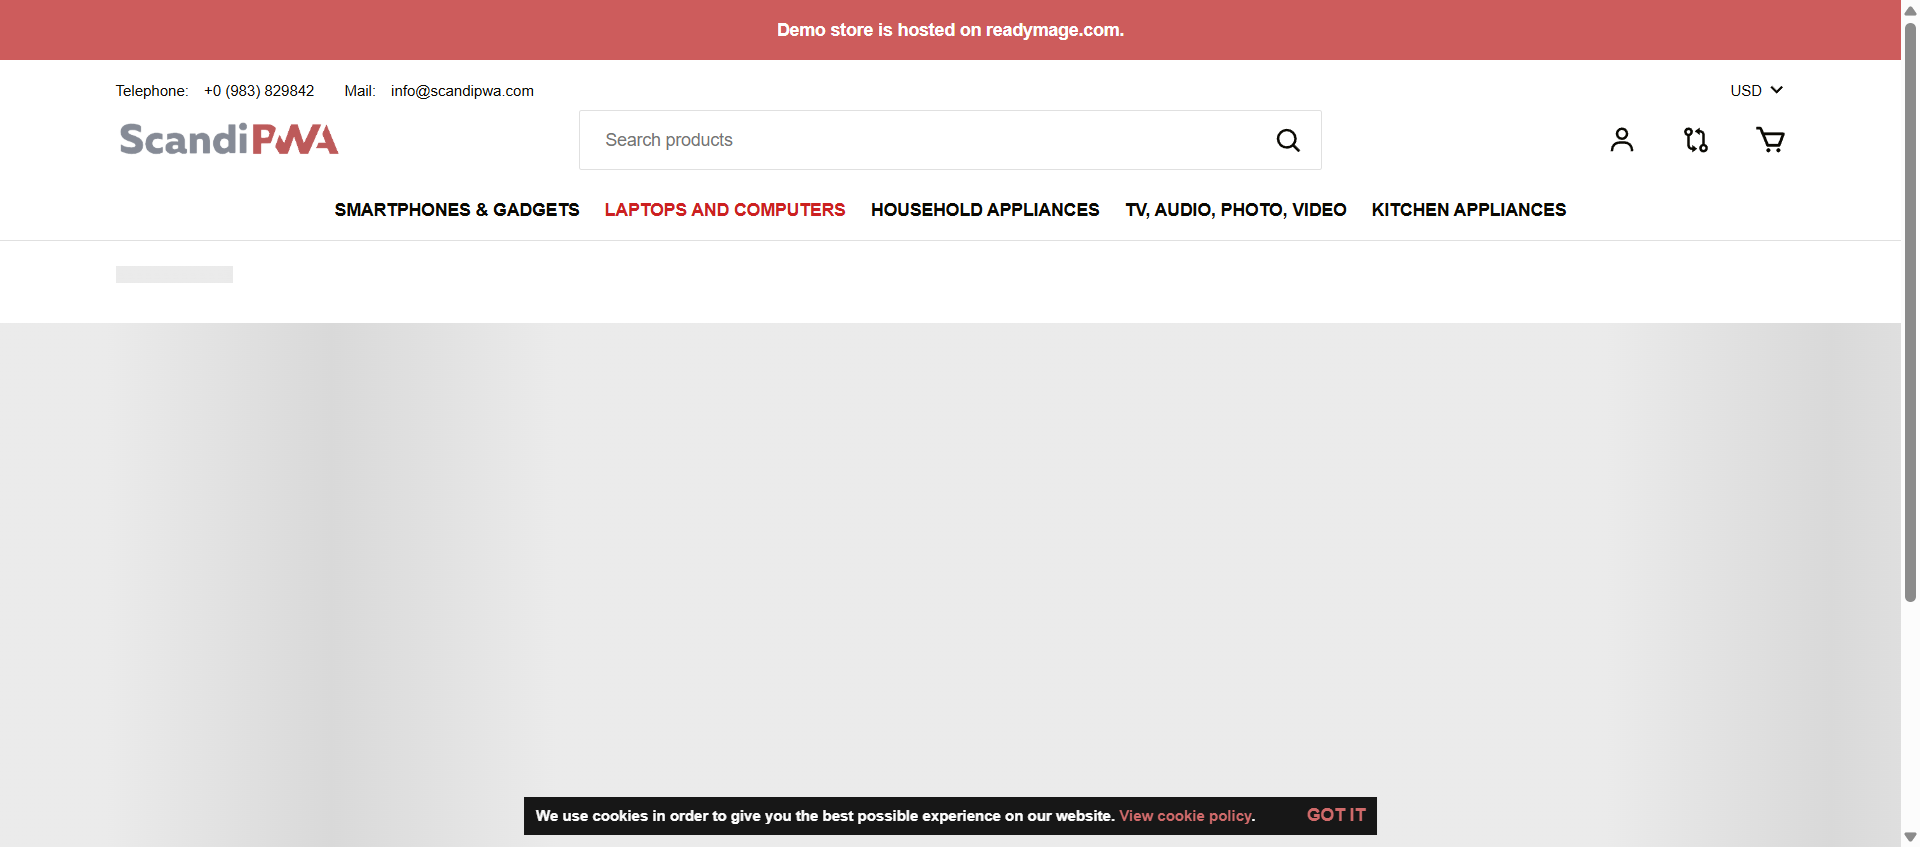 Demo store is hosted on readymage.com.
Telephone: +0 (983) 829842 Mail: info@scandipwa.com
USD
ScandiPWA
Search products
SMARTPHONES & GADGETS LAPTOPS AND COMPUTERS HOUSEHOLD APPLIANCES TV, AUDIO, PHOTO, VIDEO KITCHEN APPLIANCES
We use cookies in order to give you the best possible experience on our website. View cookie policy. GOT IT